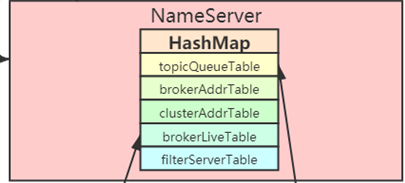 NameServer
HashMap
topicQueueTable
brokerAddrTable
clusterAddrTable
brokerLiveTable
filterServerTable